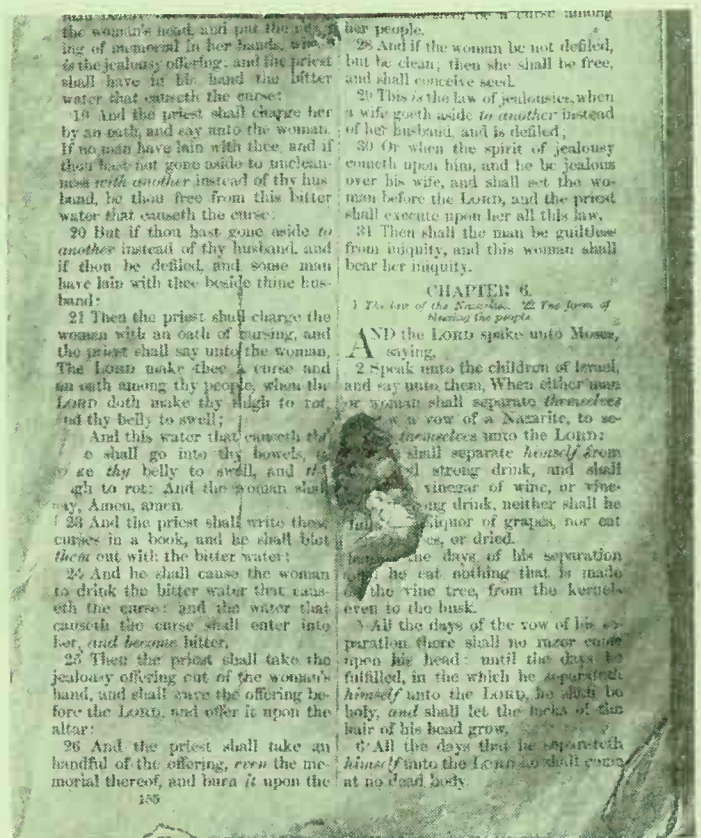 the woman's head, and put the
ing of memorial in her hands,
is the jealousy offering: and the priest
shall have in his hand the bitter
water that causeth the curse:
19 And the priest shall charge her
by an oath, and say unto the woman,
If no man have lain with thee, and if
thou hast not gone aside to unclean-
ness with another instead of thy hus-
band, be thou free from this bitter
water that causeth the curse:
20 But if thou hast gone aside to
another instead of thy husband, and
if thou be defiled, and some man
have lain with thee beside thine hus-
band:
21 Then the priest shall charge the
woman with an oath of cursing, and
the priest shall say unto the woman,
The LORD make thee a curse and
an oath among thy people, when the
LORD doth make thy thigh to rot,
and thy belly to swell;
And this water that causeth the
shall go into thy bowels,
thy belly to swell, and
to rot: And the woman shall
say, Amen, amen.
23 And the priest shall write these
curses in a book, and he shall blot
them out with the bitter water:
24 And he shall cause the woman
to drink the bitter water that caus-
eth the curse: and the water that
causeth the curse shall enter into
her, and become bitter.
25 Then the priest shall take the
jealousy offering out of the woman's
hand, and shall wave the offering be-
fore the LORD, and offer it upon the
altar:
26 And the priest shall take an
handful of the offering, even the me-
morial thereof, and burn it upon the
155
be a curse among
her people.
28 And if the woman be not defiled,
but be clean; then she shall be free,
and shall conceive seed.
29 This is the law of jealousies, when
a wife goeth aside to another instead
of her husband, and is defiled;
30 Or when the spirit of jealousy
cometh upon him, and he be jealous
over his wife, and shall set the wo-
man before the LORD, and the priest
shall execute upon her all this law.
31 Then shall the man be guiltless
from iniquity, and this woman shall
bear her iniquity.
CHAPTER 6.
1 The law of the Nazarite. 22 The form of
blessing the people.
AND the LORD spake unto Moses,
saying,
2 Speak unto the children of Israel,
and say unto them, When either man
or woman shall separate themselves
a vow of a Nazarite, to se-
themselves unto the LORD:
shall separate himself from
strong drink, and shall
vinegar of wine, or vine-
drink, neither shall he
liquor of grapes, nor eat
or dried.
the days of his separation
he eat nothing that is made
of the vine tree, from the kernels
even to the husk.
5 All the days of the vow of his se-
paration there shall no razor come
upon his head: until the days be
fulfilled, in the which he separateth
himself unto the LORD, he shall be
holy, and shall let the locks of the
hair of his head grow.
6 All the days that he separateth
himself unto the LORD he shall come
at no dead body.